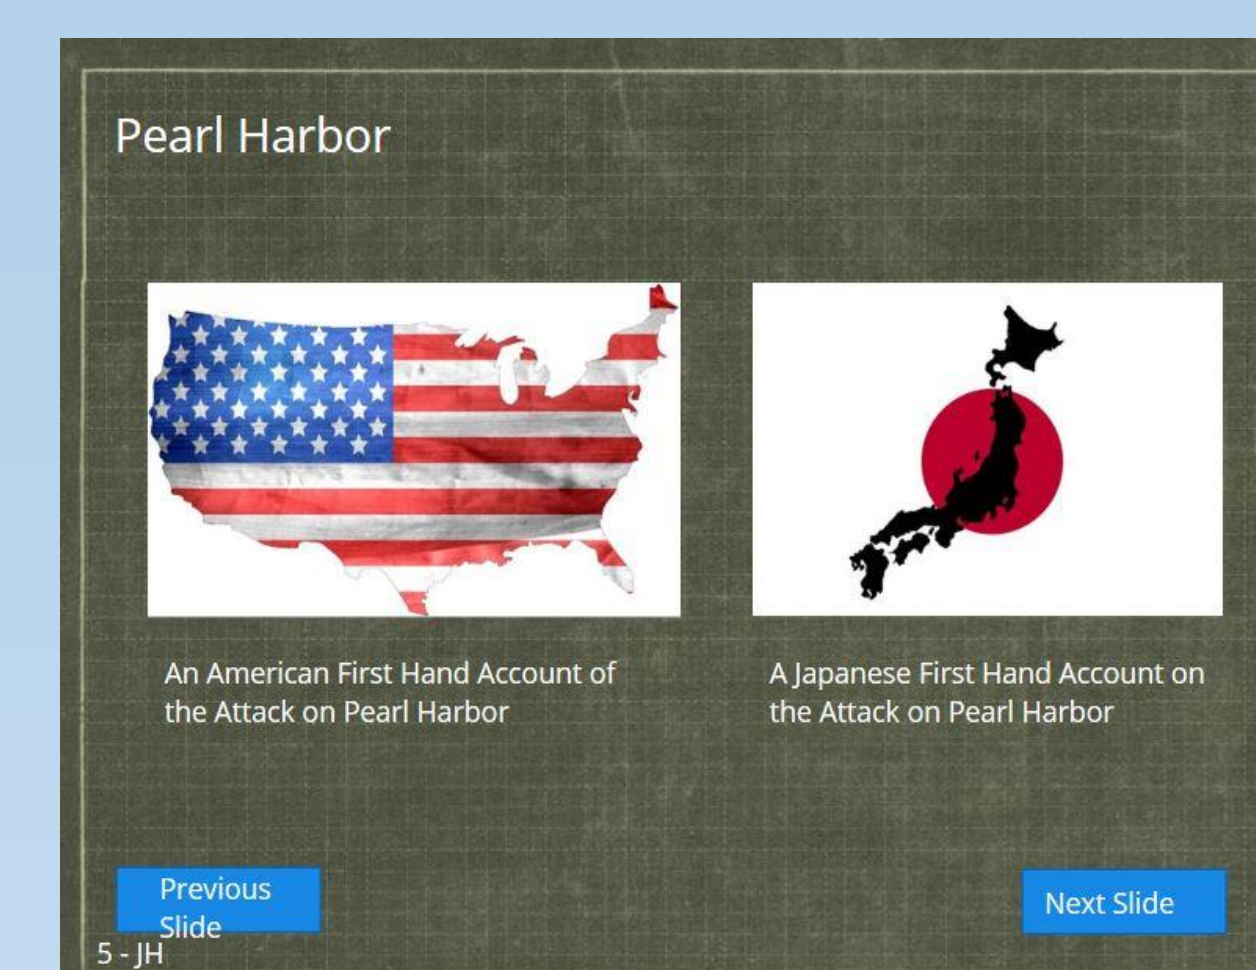 Pearl Harbor
An American First Hand Account of
the Attack on Pearl Harbor
A Japanese First Hand Account on
the Attack on Pearl Harbor
Previous
Slide
Next Slide
5 - JH